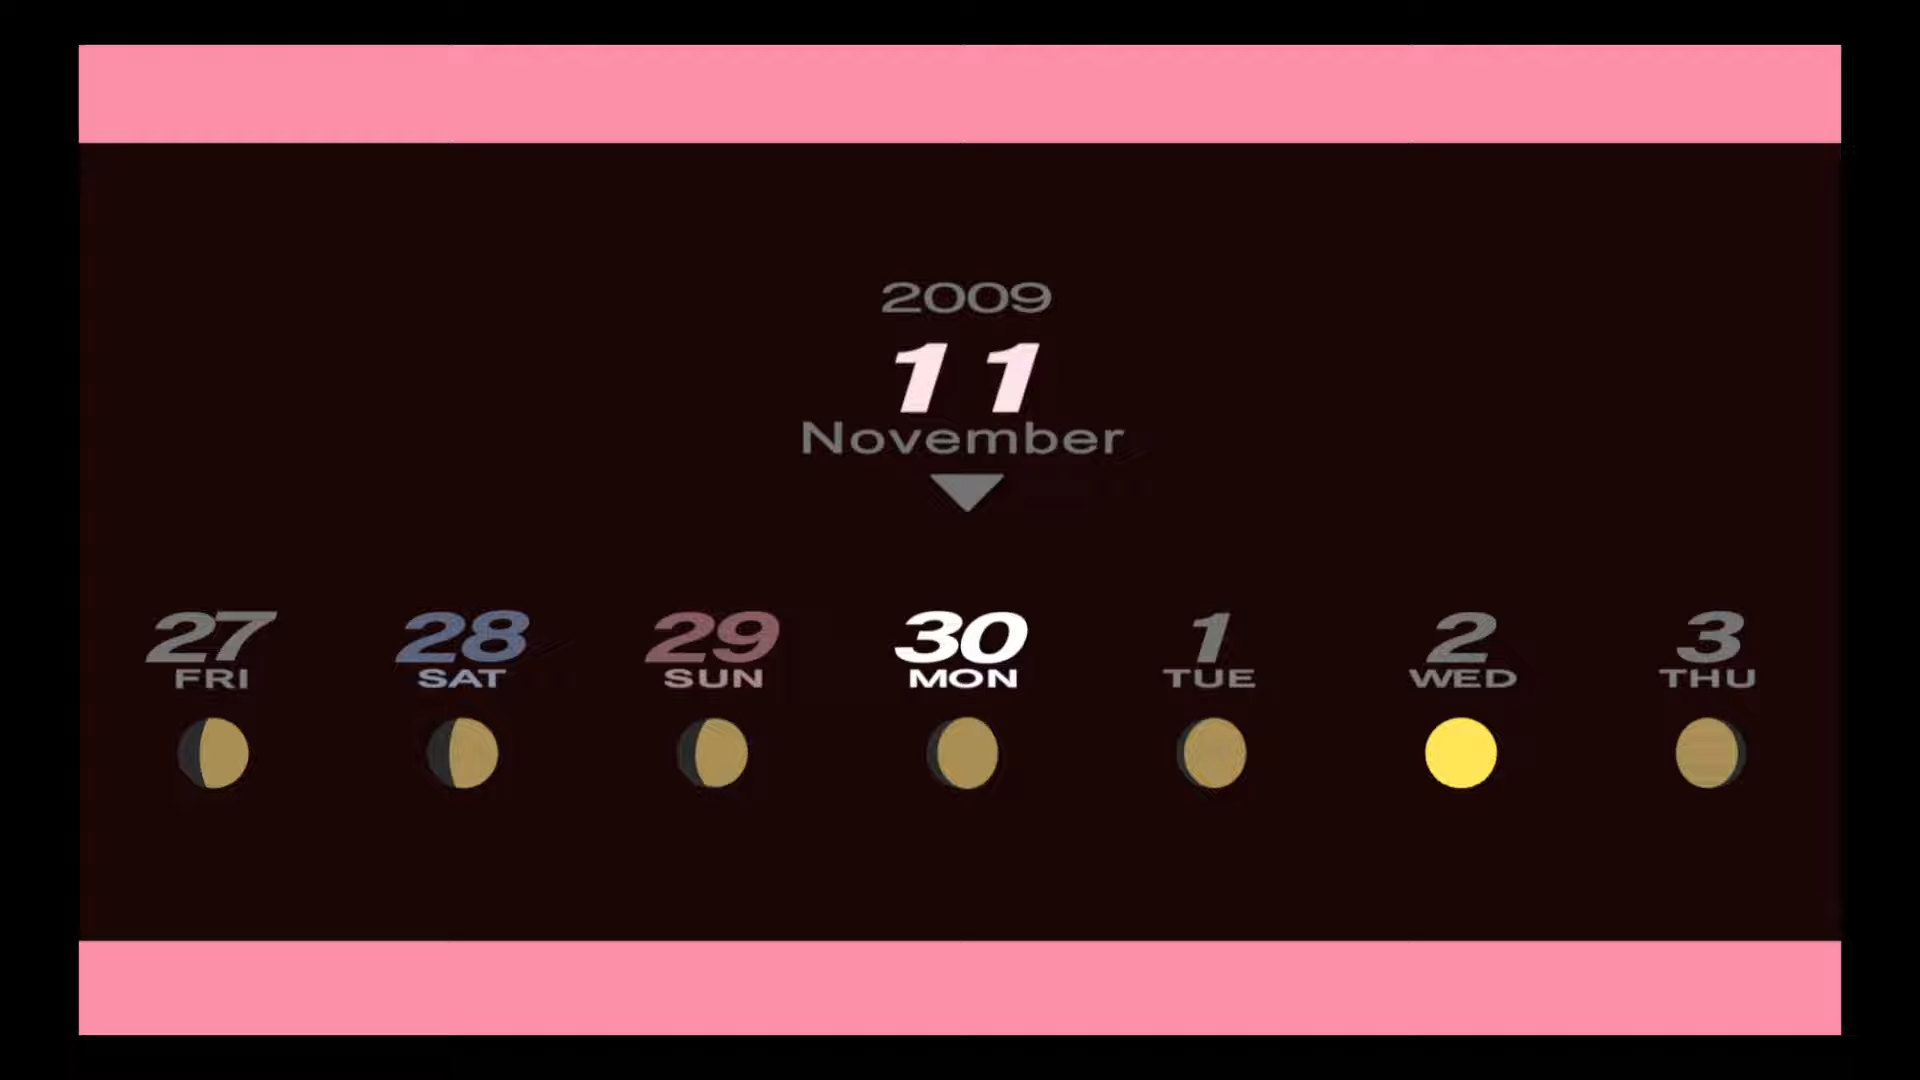 2009
11
November
27 28 29 30 1 2 3
FRI SAT SUN MON TUE WED THU